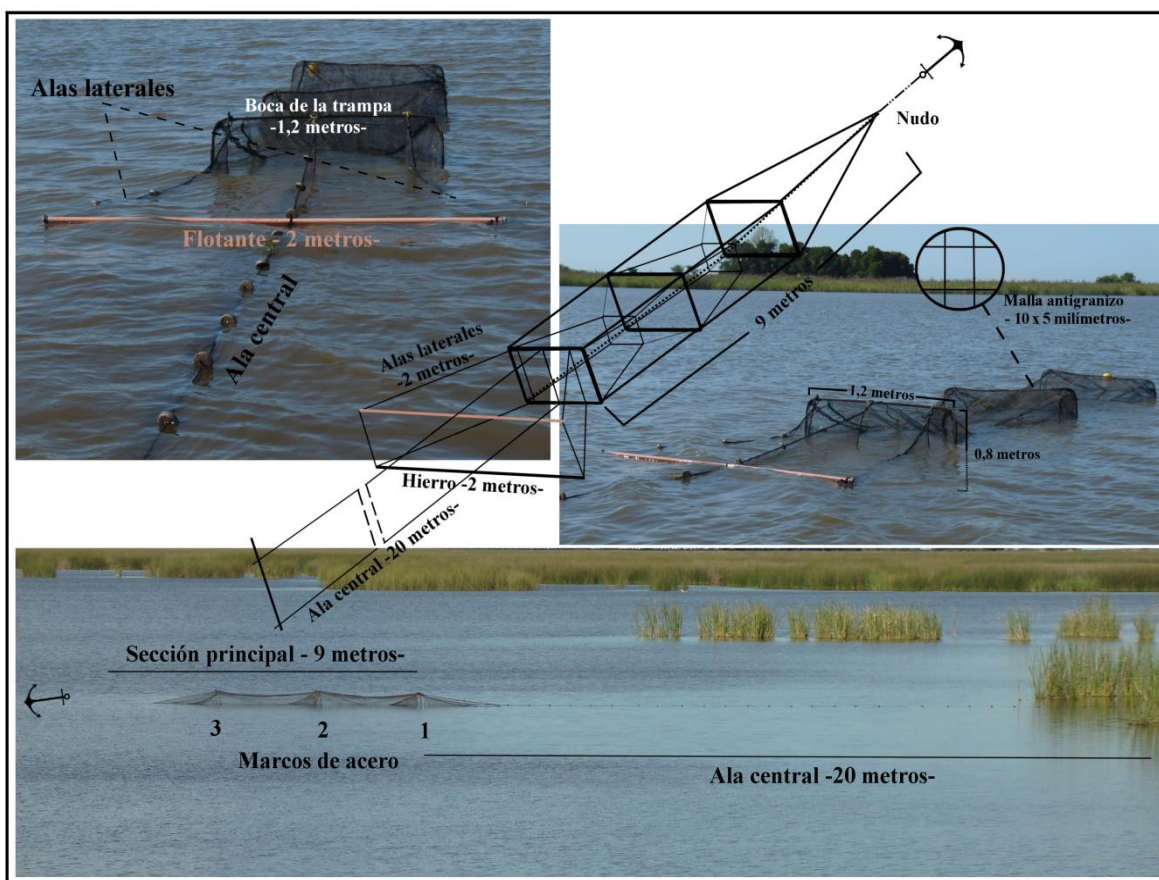 Alas laterales
Boca de la trampa
-1,2 metros-
Flotante - 2 metros-
Ala central
Nudo
9 metros
Malla antigranizo
- 10 x 5 milímetros-
Alas laterales
-2 metros-
1,2 metros
0,8 metros
Hierro -2 metros-
Ala central -20 metros-
Sección principal - 9 metros-
3
2
1
Marcos de acero
Ala central -20 metros-